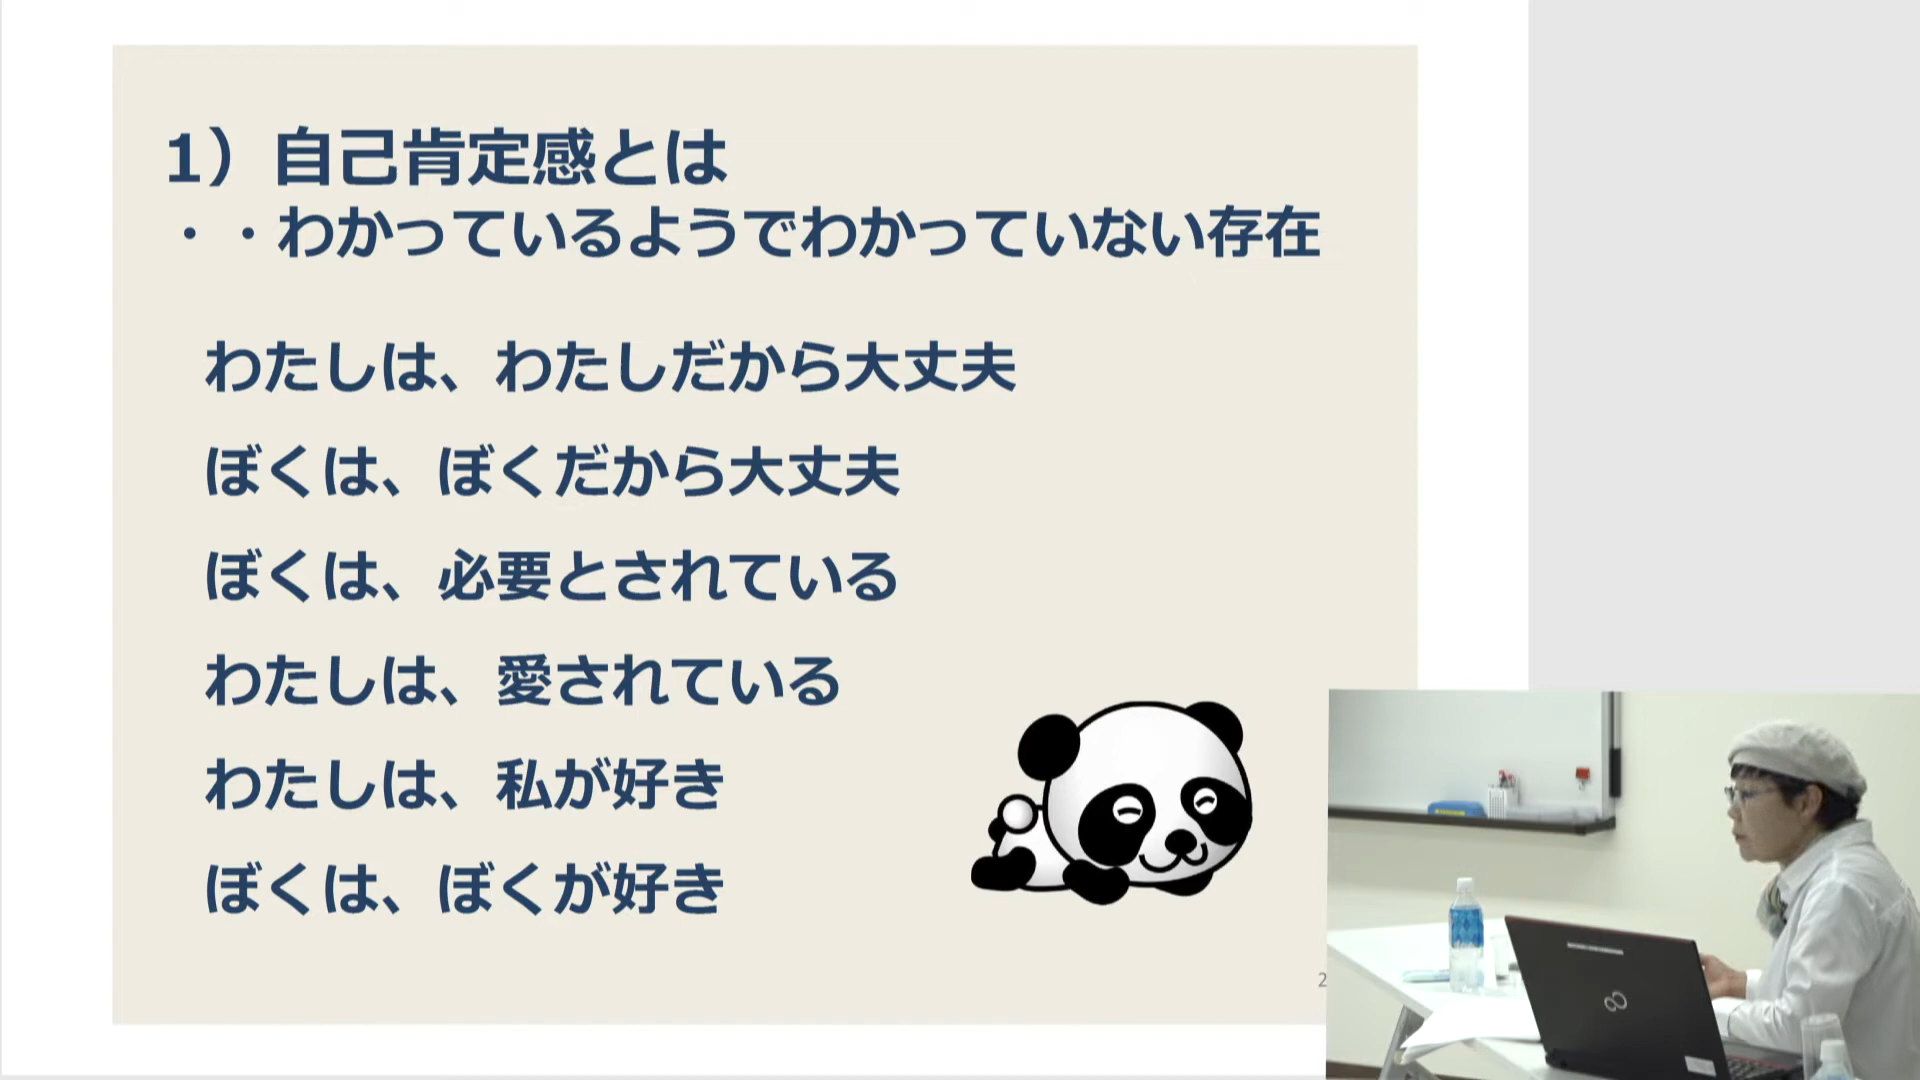 1）自己肯定感とは
・・わかっているようでわかっていない存在
わたしは、わたしだから大丈夫
ぼくは、ぼくだから大丈夫
ぼくは、必要とされている
わたしは、愛されている
わたしは、私が好き
ぼくは、ぼくが好き
2